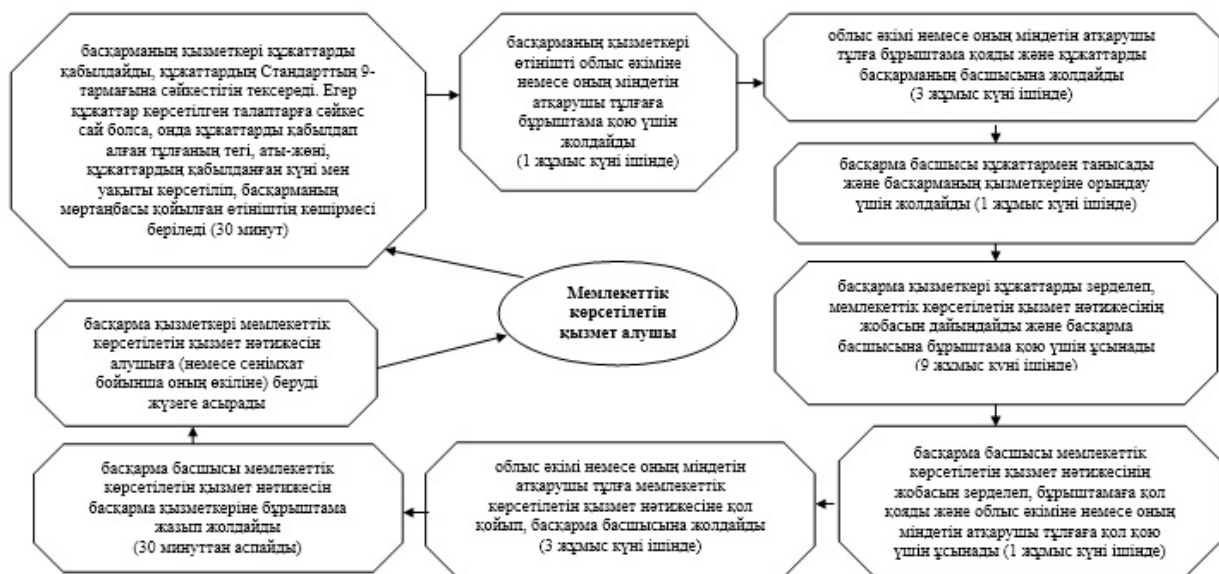 басқарманың қызметкері құжаттарды
қабылдайды, құжаттардың Стандарттың 9-
тармағына сәйкестігін тексереді. Егер
құжаттар көрсетілген талаптарға сәйкес
сай болса, онда құжаттарды қабылдап
алған тұлғаның тегі, аты-жөні,
құжаттардың қабылданған күні мен
уақыты көрсетіліп, басқарманың
мөртаңбасы қойылған өтініштің көшірмесі
беріледі (30 минут)
басқарманың қызметкері
өтінішті облыс әкіміне
немесе оның міндетін
атқарушы тұлғаға
бұрыштама қою үшін
жолдайды
(1 жұмыс күні ішінде)
облыс әкімі немесе оның міндетін атқарушы
тұлға бұрыштама қояды және құжаттарды
басқарманың басшысына жолдайды
(3 жұмыс күні ішінде)
басқарма басшысы құжаттармен танысады
және басқарманың қызметкеріне орындау
үшін жолдайды (1 жұмыс күні ішінде)
басқарма қызметкері құжаттарды зерделеп,
мемлекеттік көрсетілетін қызмет нәтижесінің
жобасын дайындайды және басқарма
басшысына бұрыштама қою үшін ұсынады
(9 жұмыс күні ішінде)
басқарма басшысы мемлекеттік
көрсетілетін қызмет нәтижесінің
жобасын зерделеп, бұрыштамаға қол
қояды және облыс әкіміне немесе оның
міндетін атқарушы тұлғаға қол қою
үшін ұсынады (1 жұмыс күні ішінде)
облыс әкімі немесе оның міндетін
атқарушы тұлға мемлекеттік
көрсетілетін қызмет нәтижесіне қол
қойып, басқарма басшысына жолдайды
(3 жұмыс күні ішінде)
басқарма басшысы мемлекеттік
көрсетілетін қызмет нәтижесін
басқарма қызметкеріне бұрыштама
жазып жолдайды
(30 минуттан аспайды)
басқарма қызметкері мемлекеттік
көрсетілетін қызмет нәтижесін
алушыға (немесе сенімхат
бойынша оның өкіліне) беруді
жүзеге асырады
Мемлекеттік
көрсетілетін
қызмет алушы